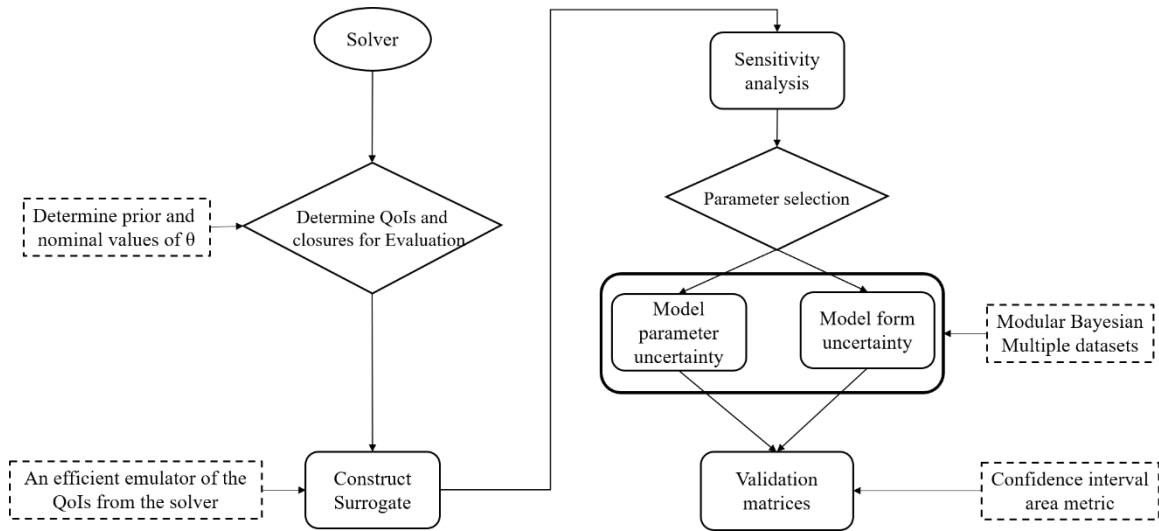 Solver
Determine prior and
nominal values of θ
Determine QoIs and
closures for Evaluation
An efficient emulator of the
QoIs from the solver
Construct
Surrogate
Sensitivity
analysis
Parameter selection
Model
parameter
uncertainty
Model form
uncertainty
Modular Bayesian
Multiple datasets
Validation
matrices
Confidence interval
area metric